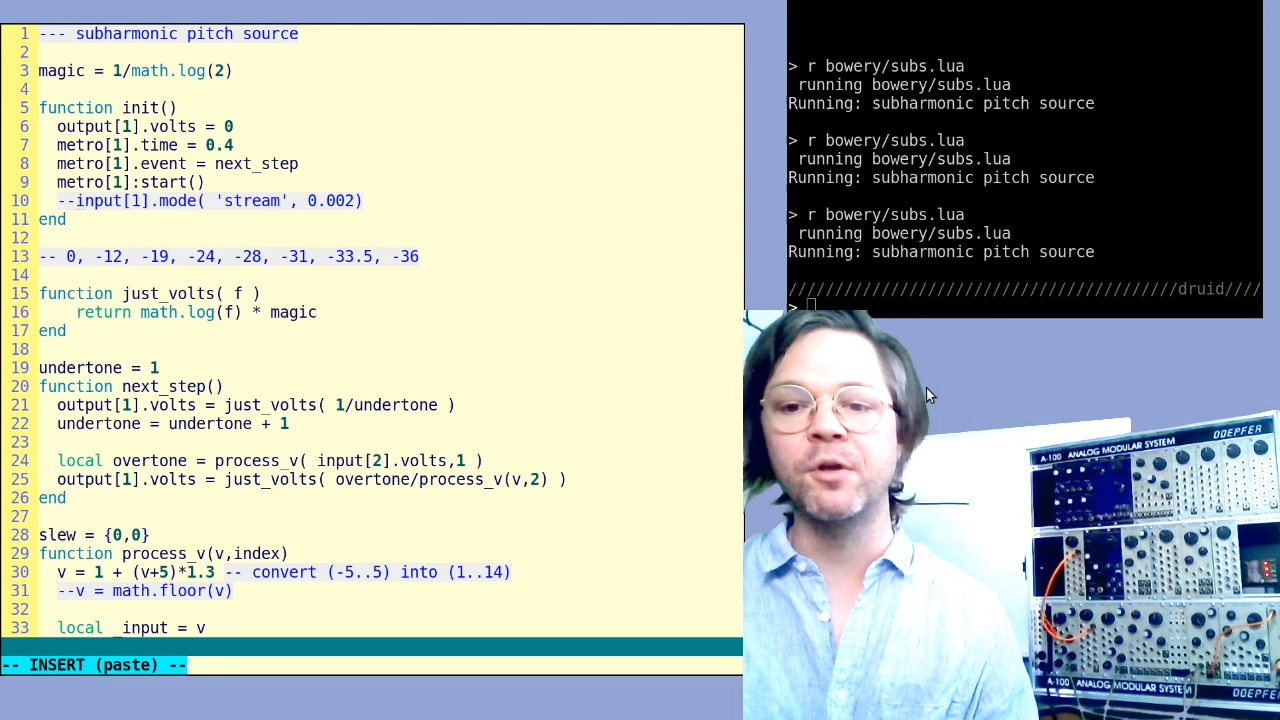 1 --- subharmonic pitch source
2
3 magic = 1/math.log(2)
4
5 function init()
6   output[1].volts = 0
7   metro[1].time = 0.4
8   metro[1].event = next_step
9   metro[1]:start()
10   --input[1].mode( 'stream', 0.002)
11 end
12
13 -- 0, -12, -19, -24, -28, -31, -33.5, -36
14
15 function just_volts( f )
16     return math.log(f) * magic
17 end
18
19 undertone = 1
20 function next_step()
21   output[1].volts = just_volts( 1/undertone )
22   undertone = undertone + 1
23
24   local overtone = process_v( input[2].volts,1 )
25   output[1].volts = just_volts( overtone/process_v(v,2) )
26 end
27
28 slew = {0,0}
29 function process_v(v,index)
30   v = 1 + (v+5)*1.3 -- convert (-5..5) into (1..14)
31   --v = math.floor(v)
32
33   local _input = v
-- INSERT (paste) --
> r bowery/subs.lua
 running bowery/subs.lua
Running: subharmonic pitch source
> r bowery/subs.lua
 running bowery/subs.lua
Running: subharmonic pitch source
> r bowery/subs.lua
 running bowery/subs.lua
Running: subharmonic pitch source
//////////////////////////////////////////druid////
>
A-100 ANALOG MODULAR SYSTEM DOEPFER
A-100 ANALOG MODULAR SYSTEM DOEPFER